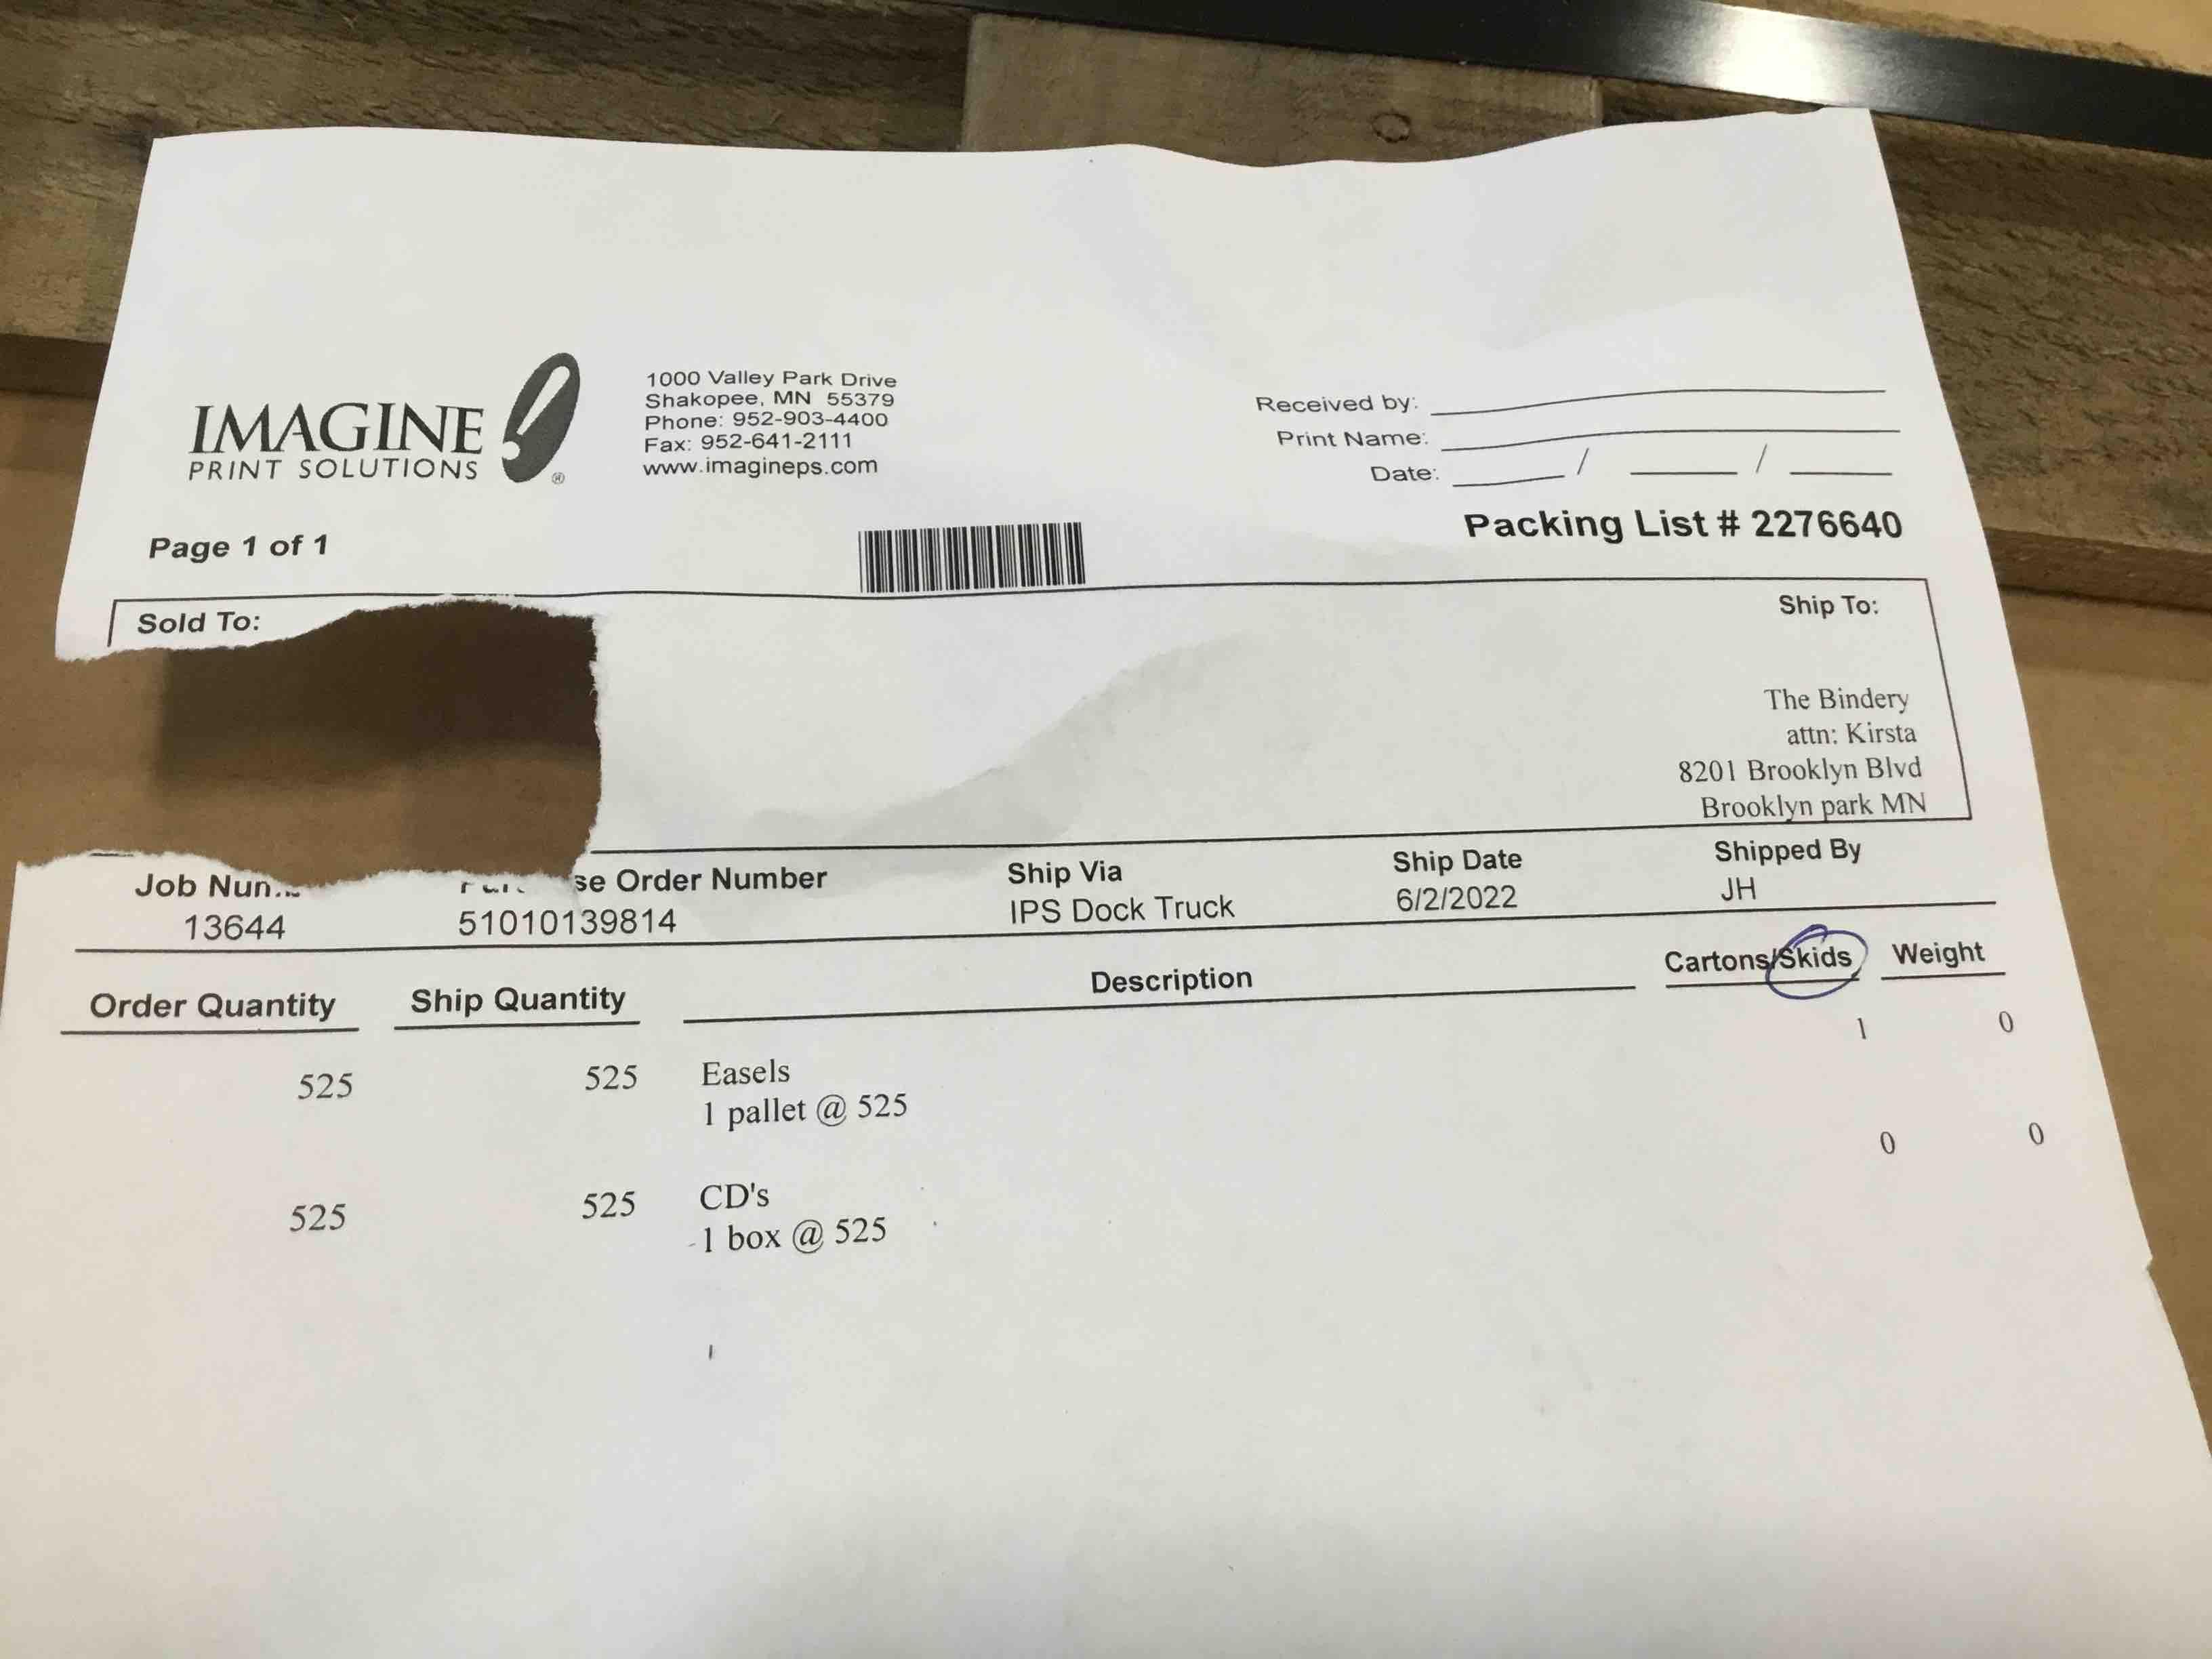 IMAGINE
PRINT SOLUTIONS
®
1000 Valley Park Drive
Shakopee, MN 55379
Phone: 952-903-4400
Fax: 952-641-2111
www.imagineps.com
Received by:
Print Name:
Date: / /
Page 1 of 1
Packing List # 2276640
Sold To:
Ship To:
The Bindery
attn: Kirsta
8201 Brooklyn Blvd
Brooklyn park MN
Job se Order Number Ship Via Ship Date Shipped By
13644 51010139814 IPS Dock Truck 6/2/2022 JH
Order Quantity Ship Quantity Description Cartons/Skids Weight
525 525 Easels 1 0
1 pallet @ 525
525 525 CD's 0 0
1 box @ 525